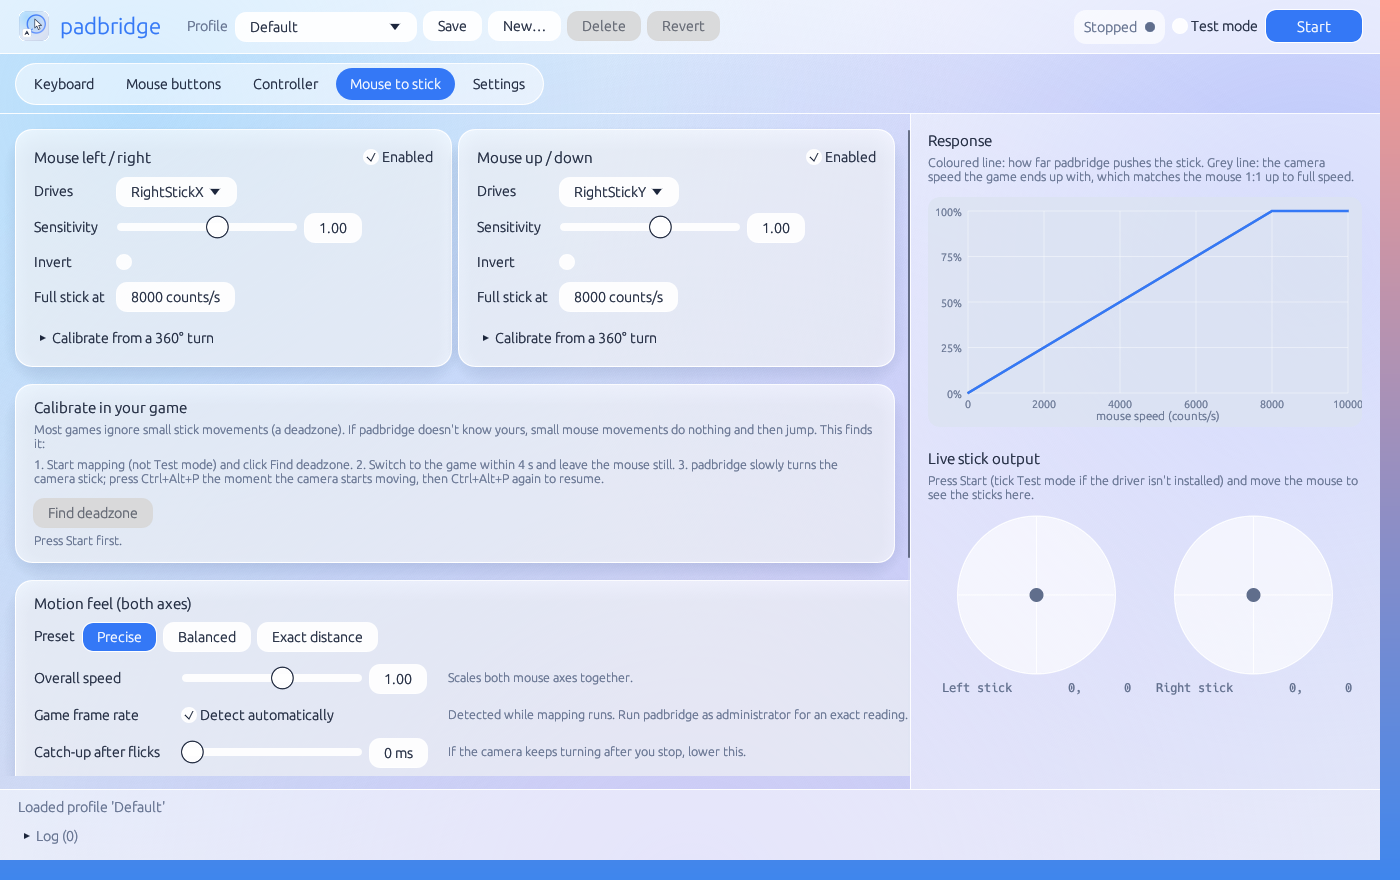 padbridge Profile Default Save New... Delete Revert Stopped Test mode Start
Keyboard Mouse buttons Controller Mouse to stick Settings
Mouse left / right Enabled
Drives RightStickX
Sensitivity 1.00
Invert
Full stick at 8000 counts/s
Calibrate from a 360° turn
Mouse up / down Enabled
Drives RightStickY
Sensitivity 1.00
Invert
Full stick at 8000 counts/s
Calibrate from a 360° turn
Calibrate in your game
Most games ignore small stick movements (a deadzone). If padbridge doesn't know yours, small mouse movements do nothing and then jump. This finds
it:
1. Start mapping (not Test mode) and click Find deadzone. 2. Switch to the game within 4 s and leave the mouse still. 3. padbridge slowly turns the
camera stick; press Ctrl+Alt+P the moment the camera starts moving, then Ctrl+Alt+P again to resume.
Find deadzone
Press Start first.
Motion feel (both axes)
Preset Precise Balanced Exact distance
Overall speed 1.00 Scales both mouse axes together.
Game frame rate Detect automatically Detected while mapping runs. Run padbridge as administrator for an exact reading.
Catch-up after flicks 0 ms If the camera keeps turning after you stop, lower this.
Response
Coloured line: how far padbridge pushes the stick. Grey line: the camera
speed the game ends up with, which matches the mouse 1:1 up to full speed.
100%
75%
50%
25%
0%
0 2000 4000 6000 8000 10000
mouse speed (counts/s)
Live stick output
Press Start (tick Test mode if the driver isn't installed) and move the mouse to
see the sticks here.
Left stick 0, 0 Right stick 0, 0
Loaded profile 'Default'
Log (0)